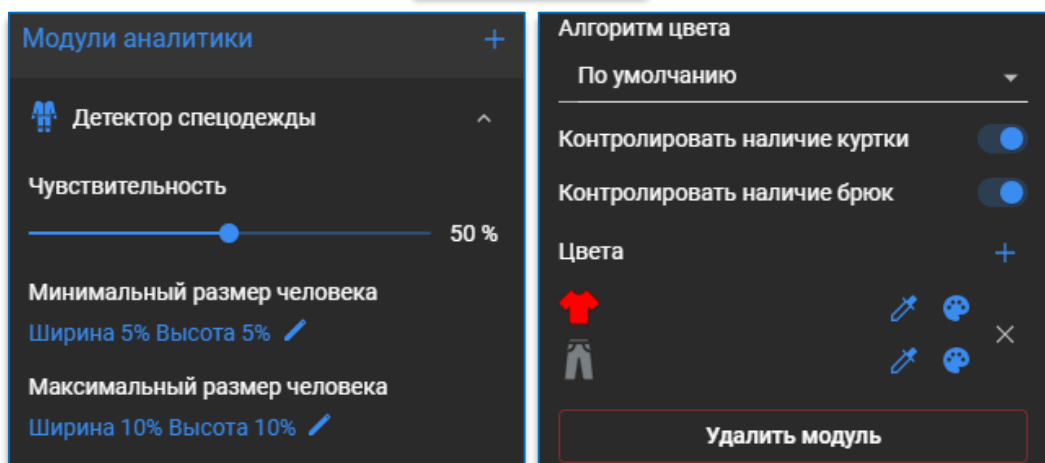 Модули аналитики
Детектор спецодежды
Чувствительность
50 %
Минимальный размер человека
Ширина 5% Высота 5%
Максимальный размер человека
Ширина 10% Высота 10%
Алгоритм цвета
По умолчанию
Контролировать наличие куртки
Контролировать наличие брюк
Цвета
Удалить модуль